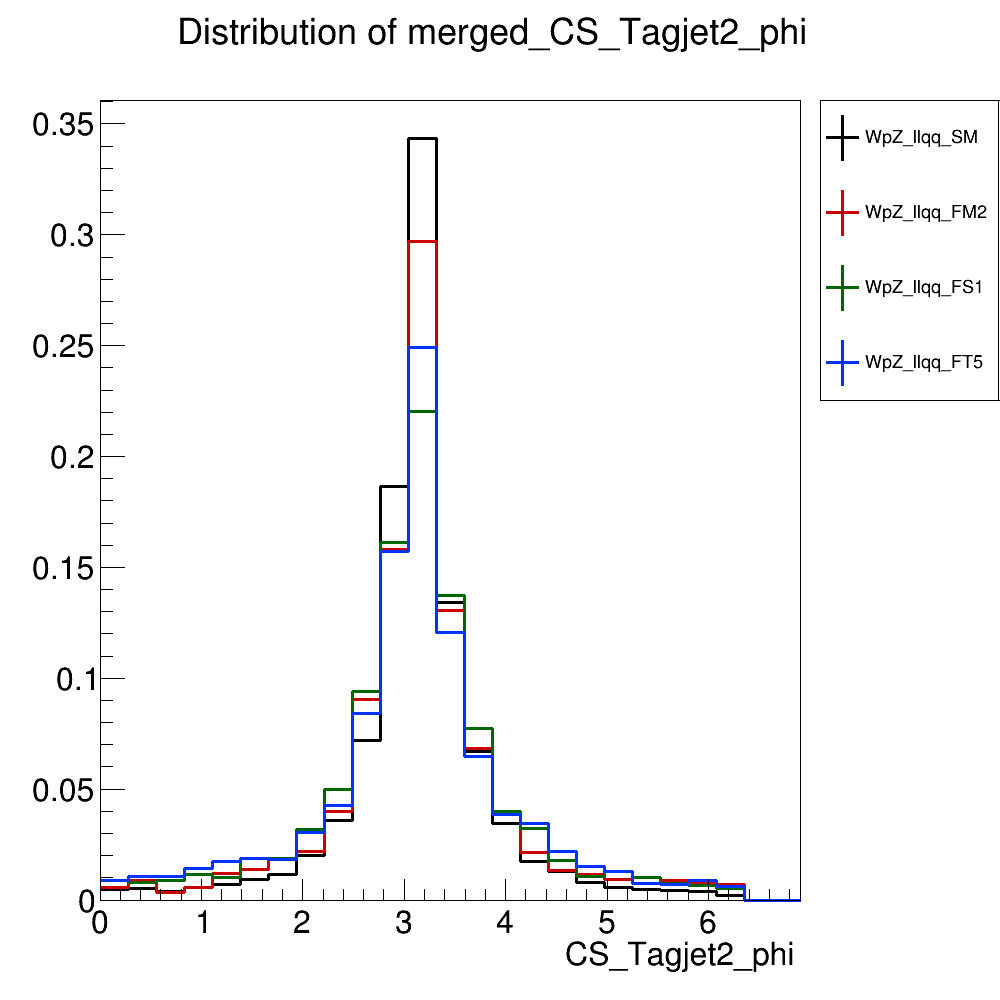 Distribution of merged_CS_Tagjet2_phi
0.35
0.3
0.25
0.2
0.15
0.1
0.05
0
0 1 2 3 4 5 6
CS_Tagjet2_phi
WpZ_llqq_SM
WpZ_llqq_FM2
WpZ_llqq_FS1
WpZ_llqq_FT5